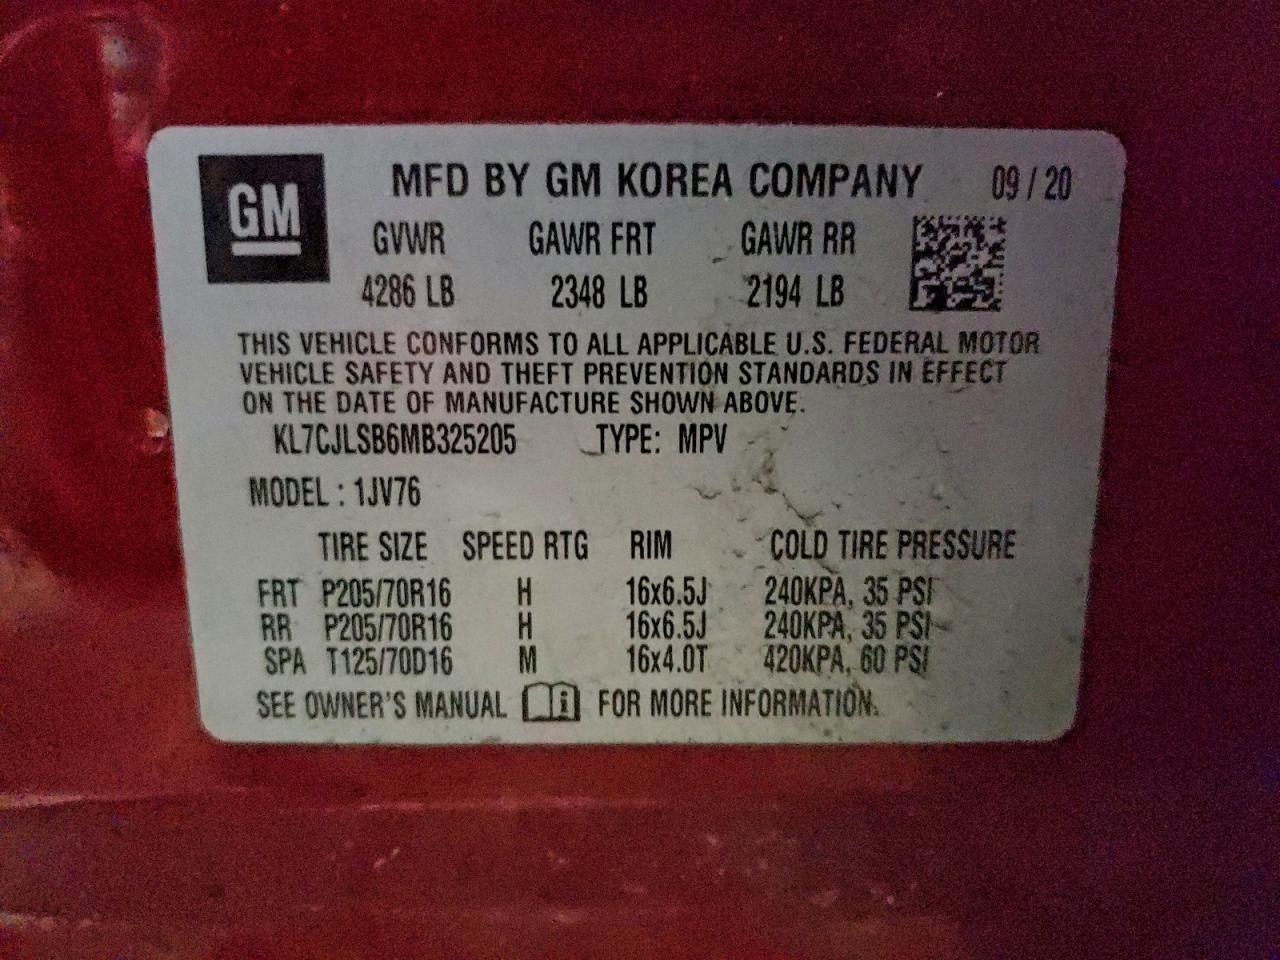 GM
MFD BY GM KOREA COMPANY 09 / 20
GVWR GAWR FRT GAWR RR
4286 LB 2348 LB 2194 LB
THIS VEHICLE CONFORMS TO ALL APPLICABLE U.S. FEDERAL MOTOR
VEHICLE SAFETY AND THEFT PREVENTION STANDARDS IN EFFECT
ON THE DATE OF MANUFACTURE SHOWN ABOVE.
KL7CJLSB6MB325205 TYPE: MPV
MODEL : 1JV76
TIRE SIZE SPEED RTG RIM COLD TIRE PRESSURE
FRT P205/70R16 H 16x6.5J 240KPA, 35 PSI
RR P205/70R16 H 16x6.5J 240KPA, 35 PSI
SPA T125/70D16 M 16x4.0T 420KPA, 60 PSI
SEE OWNER'S MANUAL i FOR MORE INFORMATION.